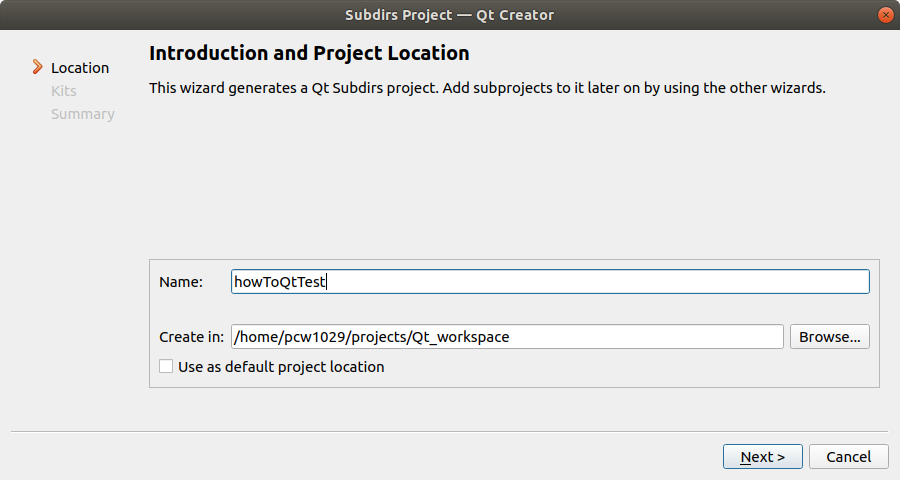 Subdirs Project — Qt Creator
Location
Kits
Summary
Introduction and Project Location
This wizard generates a Qt Subdirs project. Add subprojects to it later on by using the other wizards.
Name: howToQtTest
Create in: /home/pcw1029/projects/Qt_workspace Browse...
Use as default project location
Next > Cancel